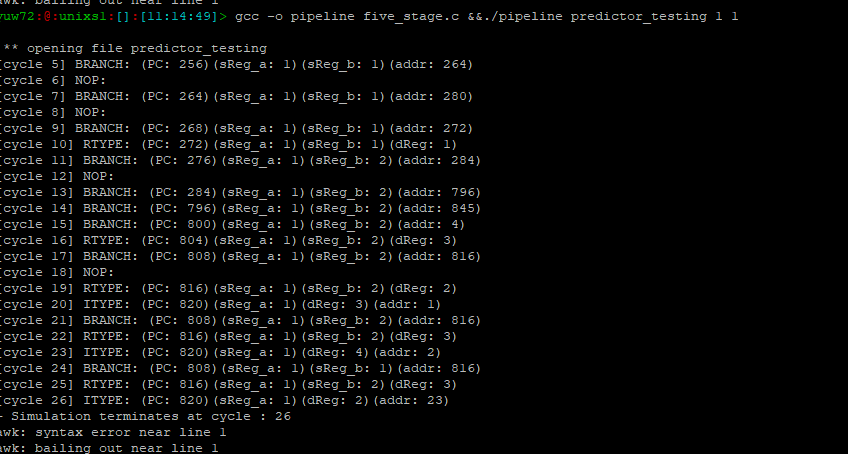 awk: bailing out near line 1
yuw72:@:unixs1:[]:[11:14:49]> gcc -o pipeline five_stage.c &&./pipeline predictor_testing 1 1
** opening file predictor_testing
[cycle 5] BRANCH: (PC: 256)(sReg_a: 1)(sReg_b: 1)(addr: 264)
[cycle 6] NOP:
[cycle 7] BRANCH: (PC: 264)(sReg_a: 1)(sReg_b: 1)(addr: 280)
[cycle 8] NOP:
[cycle 9] BRANCH: (PC: 268)(sReg_a: 1)(sReg_b: 1)(addr: 272)
[cycle 10] RTYPE: (PC: 272)(sReg_a: 1)(sReg_b: 1)(dReg: 1)
[cycle 11] BRANCH: (PC: 276)(sReg_a: 1)(sReg_b: 2)(addr: 284)
[cycle 12] NOP:
[cycle 13] BRANCH: (PC: 284)(sReg_a: 1)(sReg_b: 2)(addr: 796)
[cycle 14] BRANCH: (PC: 796)(sReg_a: 1)(sReg_b: 2)(addr: 845)
[cycle 15] BRANCH: (PC: 800)(sReg_a: 1)(sReg_b: 2)(addr: 4)
[cycle 16] RTYPE: (PC: 804)(sReg_a: 1)(sReg_b: 2)(dReg: 3)
[cycle 17] BRANCH: (PC: 808)(sReg_a: 1)(sReg_b: 2)(addr: 816)
[cycle 18] NOP:
[cycle 19] RTYPE: (PC: 816)(sReg_a: 1)(sReg_b: 2)(dReg: 2)
[cycle 20] ITYPE: (PC: 820)(sReg_a: 1)(dReg: 3)(addr: 1)
[cycle 21] BRANCH: (PC: 808)(sReg_a: 1)(sReg_b: 2)(addr: 816)
[cycle 22] RTYPE: (PC: 816)(sReg_a: 1)(sReg_b: 2)(dReg: 3)
[cycle 23] ITYPE: (PC: 820)(sReg_a: 1)(dReg: 4)(addr: 2)
[cycle 24] BRANCH: (PC: 808)(sReg_a: 1)(sReg_b: 1)(addr: 816)
[cycle 25] RTYPE: (PC: 816)(sReg_a: 1)(sReg_b: 2)(dReg: 3)
[cycle 26] ITYPE: (PC: 820)(sReg_a: 1)(dReg: 2)(addr: 23)
+ Simulation terminates at cycle : 26
awk: syntax error near line 1
awk: bailing out near line 1